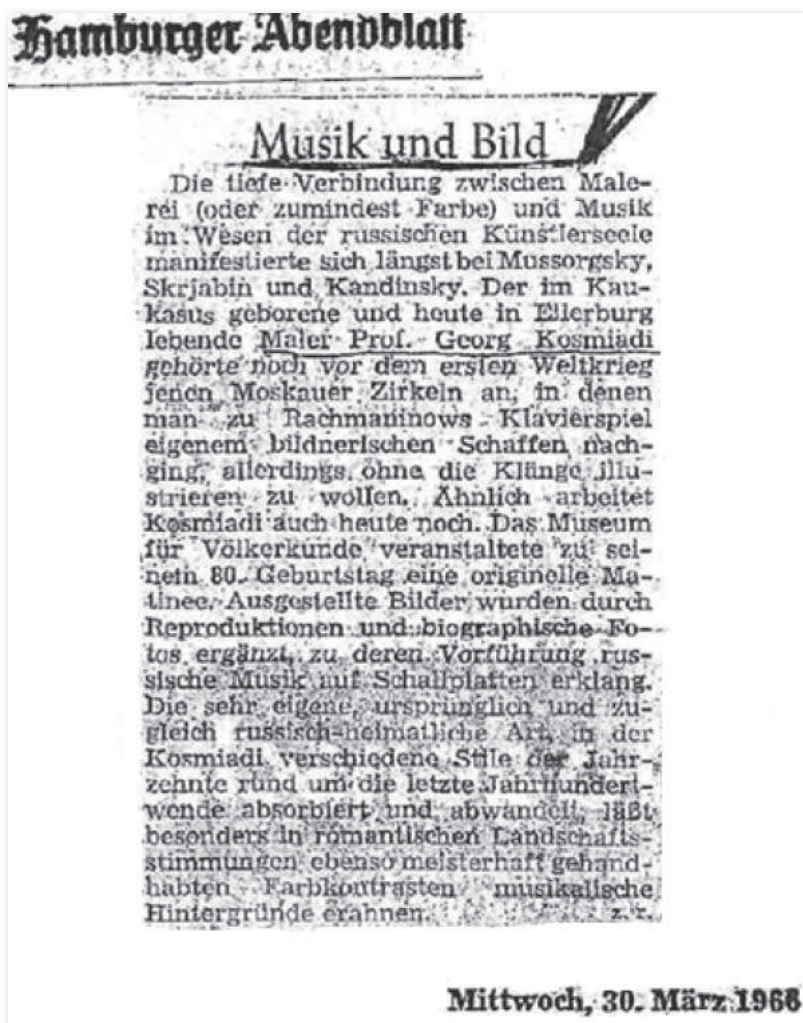 Hamburger Abendblatt
Musik und Bild
Die tiefe Verbindung zwischen Male-
rei (oder zumindest Farbe) und Musik
im Wesen der russischen Künstlerseele
manifestierte sich längst bei Mussorgsky,
Skrjabin und Kandinsky. Der im Kau-
kasus geborene und heute in Ellerburg
lebende Maler Prof. Georg Kosmiadi
gehörte noch vor dem ersten Weltkrieg
jenen Moskauer Zirkeln an, in denen
man zu Rachmaninows Klavierspiel
eigenem bildnerischen Schaffen nach-
ging, allerdings ohne die Klänge illu-
strieren zu wollen. Ähnlich arbeitet
Kosmiadi auch heute noch. Das Museum
für Völkerkunde veranstaltete zu sei-
nem 80. Geburtstag eine originelle Ma-
tinee. Ausgestellte Bilder wurden durch
Reproduktionen und biographische Fo-
tos ergänzt, zu deren Vorführung rus-
sische Musik auf Schallplatten erklang.
Die sehr eigene, ursprünglich und zu-
gleich russisch-heimatliche Art, in der
Kosmiadi verschiedene Stile der Jahr-
zehnte rund um die letzte Jahrhundert-
wende absorbiert und abwandelt, läßt
besonders in romantischen Landschafts-
stimmungen ebenso meisterhaft gehand-
habten Farbkontrasten musikalische
Hintergründe erahnen. z. r.
Mittwoch, 30. März 1966